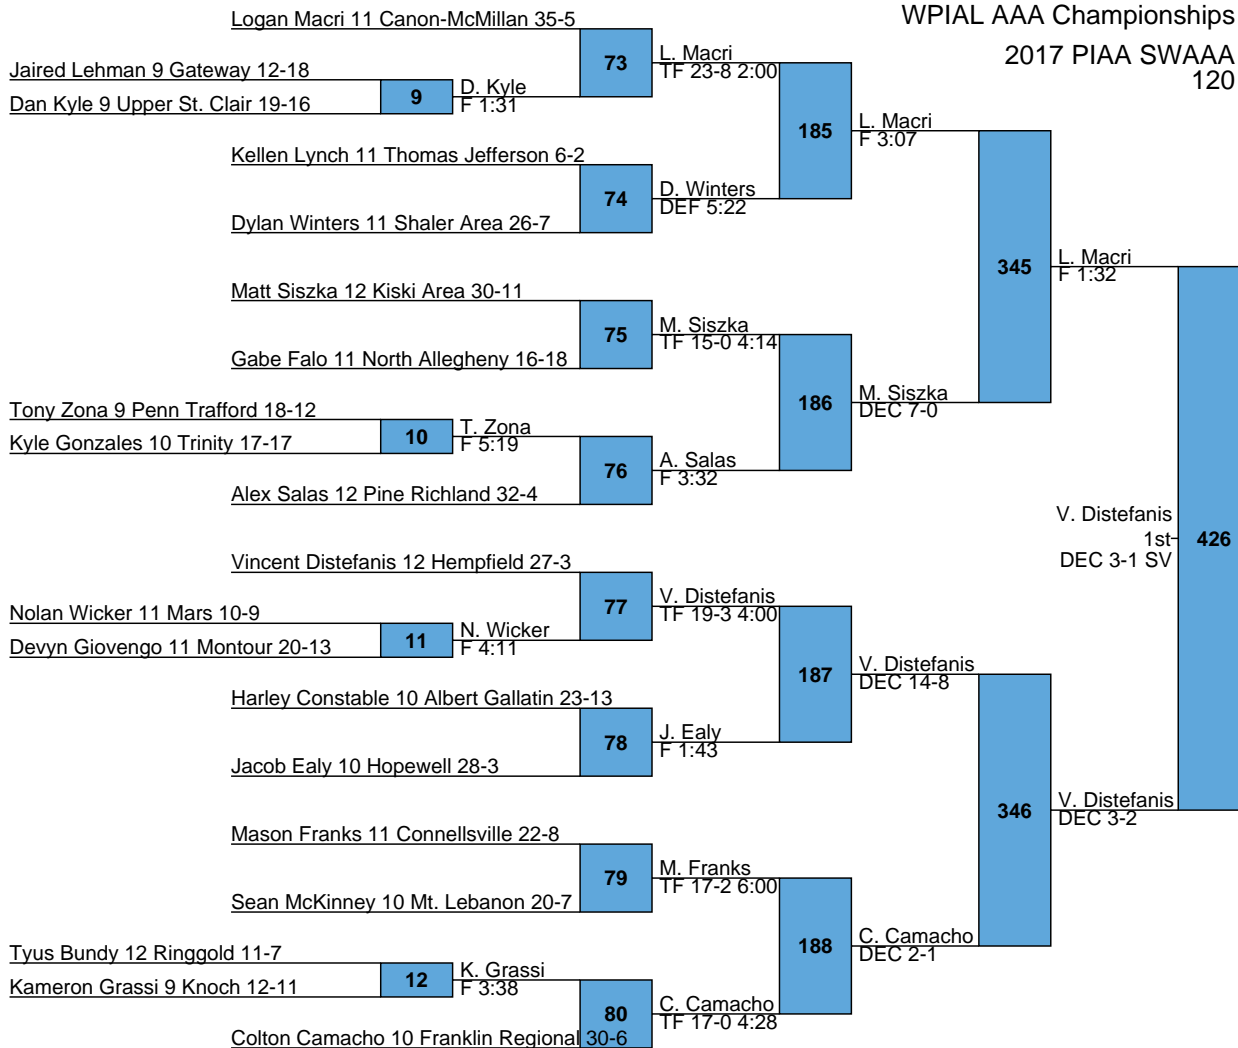 WPIAL AAA Championships
2017 PIAA SWAAA
120
Logan Macri 11 Canon-McMillan 35-5
73
L. Macri
TF 23-8 2:00
Jaired Lehman 9 Gateway 12-18
9
D. Kyle
F 1:31
Dan Kyle 9 Upper St. Clair 19-16
185
L. Macri
F 3:07
Kellen Lynch 11 Thomas Jefferson 6-2
74
D. Winters
DEF 5:22
Dylan Winters 11 Shaler Area 26-7
345
L. Macri
F 1:32
Matt Siszka 12 Kiski Area 30-11
75
M. Siszka
TF 15-0 4:14
Gabe Falo 11 North Allegheny 16-18
186
M. Siszka
DEC 7-0
Tony Zona 9 Penn Trafford 18-12
10
T. Zona
F 5:19
Kyle Gonzales 10 Trinity 17-17
76
A. Salas
F 3:32
Alex Salas 12 Pine Richland 32-4
V. Distefanis
1st
DEC 3-1 SV
426
Vincent Distefanis 12 Hempfield 27-3
77
V. Distefanis
TF 19-3 4:00
Nolan Wicker 11 Mars 10-9
11
N. Wicker
F 4:11
Devyn Giovengo 11 Montour 20-13
187
V. Distefanis
DEC 14-8
Harley Constable 10 Albert Gallatin 23-13
78
J. Ealy
F 1:43
Jacob Ealy 10 Hopewell 28-3
346
V. Distefanis
DEC 3-2
Mason Franks 11 Connellsville 22-8
79
M. Franks
TF 17-2 6:00
Sean McKinney 10 Mt. Lebanon 20-7
188
C. Camacho
DEC 2-1
Tyus Bundy 12 Ringgold 11-7
12
K. Grassi
F 3:38
Kameron Grassi 9 Knoch 12-11
80
C. Camacho
TF 17-0 4:28
Colton Camacho 10 Franklin Regional 30-6